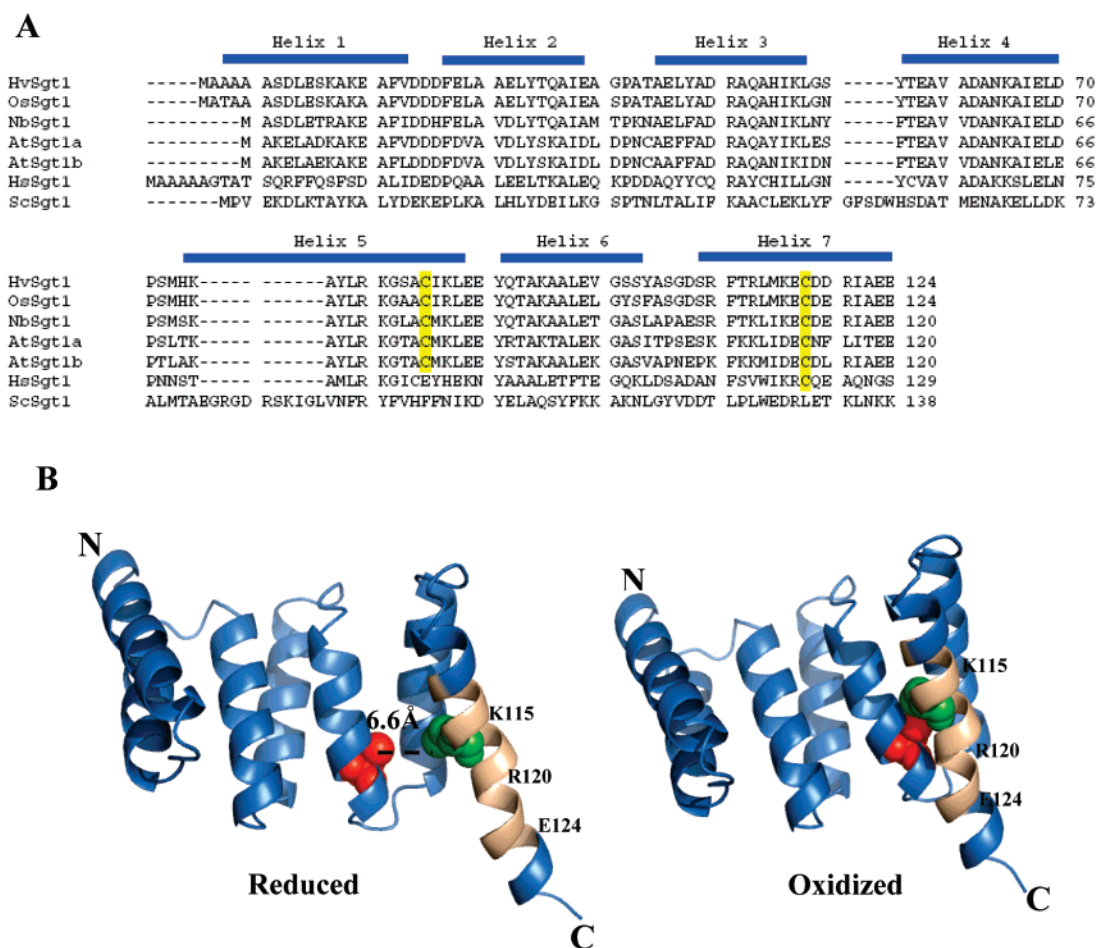 A
Helix 1 Helix 2 Helix 3 Helix 4
HvSgt1 -----MAAAA ASDLESKAKE AFVDDDFELA AELYTQAIEA GPATAELYAD RAQAHIKLGS -----YTEAV ADANKAIELD 70
OsSgt1 -----MATAA ASDLESKAKA AFVDDDFELA AELYTQAIEA SPATAELYAD RAQAHIKLGN -----YTEAV ADANKAIELD 70
NbSgt1 ---------M ASDLETRAKE AFIDDHFELA VDLYTQAIAM TPKNAELFAD RAQANIKLNY -----FTEAV VDANKAIELD 66
AtSgt1a ---------M AKELADKAKE AFVDDDFDVA VDLYSKAIDL DPNCAEFFAD RAQAYIKLES -----FTEAV ADANKAIELD 66
AtSgt1b ---------M AKELAEKAKE AFLDDDFDVA VDLYSKAIDL DPNCAAFFAD RAQANIKIDN -----FTEAV VDANKAIELE 66
HsSgt1 MAAAAAGTAT SQRFFQSFSD ALIDEDPQAA LEELTKALEQ KPDDAQYYCQ RAYCHILLGN -----YCVAV ADAKKSLELN 75
ScSgt1 -------MPV EKDLKTAYKA LYDEKEPLKA LHLYDEILKG SPTNLTALIF KAACLEKLYF GFSDWHSDAT MENAKELLDK 73
Helix 5 Helix 6 Helix 7
HvSgt1 PSMHK----- ----------AYLR KGSACIKLEE YQTAKAALEV GSSYASGDSR FTRLMKECDD RIAEE 124
OsSgt1 PSMHK----- ----------AYLR KGAACIRLEE YQTAKAALEL GYSFASGDSR FTRLMKECDE RIAEE 124
NbSgt1 PSMSK----- ----------AYLR KGLACMKLEE YQTAKAALET GASLAPAESR FTKLIKECDE RIAEE 120
AtSgt1a PSLTK----- ----------AYLR KGTACMKLEE YRTAKTALEK GASITPSESK FKKLIDECNF LITEE 120
AtSgt1b PTLAK----- ----------AYLR KGTACMKLEE YSTAKAALEK GASVAPNEPK FKKMIDECDL RIAEE 120
HsSgt1 PNNST----- ----------AMLR KGICEYHEKN YAAALETFTE GQKLDSADAN FSVWIKRCQE AQNGS 129
ScSgt1 ALMTAEGRGD RSKIGLVNFR YFVHFFNIKD YELAQSYFKK AKNLGYVDDT LPLWEDRLET KLNKK 138
B
N
6.6Å
K115
R120
E124
Reduced
C
N
K115
R120
E124
Oxidized
C